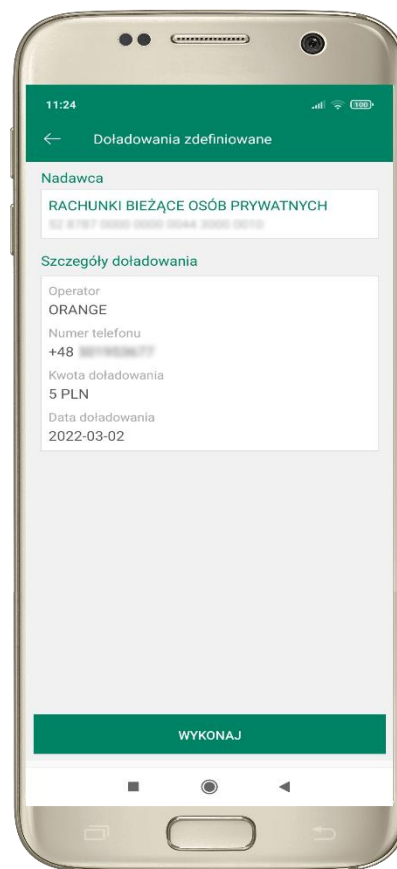 11:24
100
Doładowania zdefiniowane
Nadawca
RACHUNKI BIEŻĄCE OSÓB PRYWATNYCH
Szczegóły doładowania
Operator
ORANGE
Numer telefonu
+48
Kwota doładowania
5 PLN
Data doładowania
2022-03-02
WYKONAJ